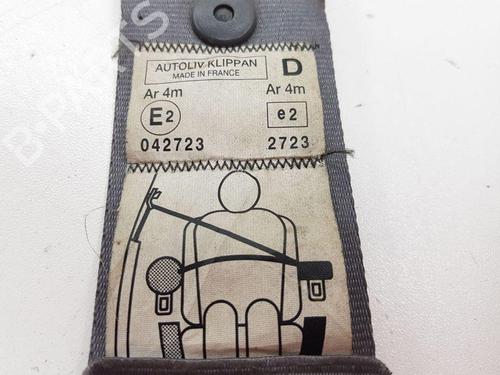 AUTOLIV KLIPPAN
MADE IN FRANCE
D
Ar 4m
Ar 4m
E2
e2
042723
2723